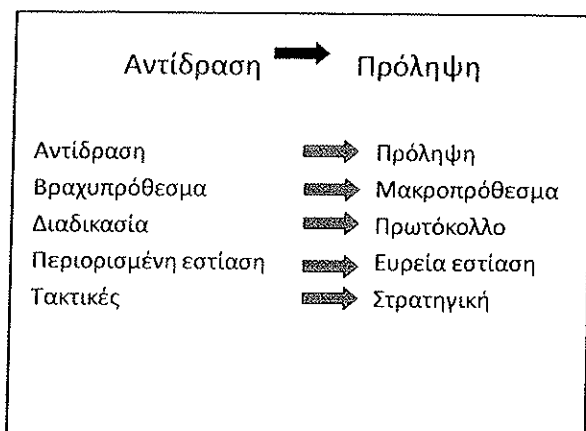 Αντίδραση Πρόληψη
Αντίδραση Πρόληψη
Βραχυπρόθεσμα Μακροπρόθεσμα
Διαδικασία Πρωτόκολλο
Περιορισμένη εστίαση Ευρεία εστίαση
Τακτικές Στρατηγική